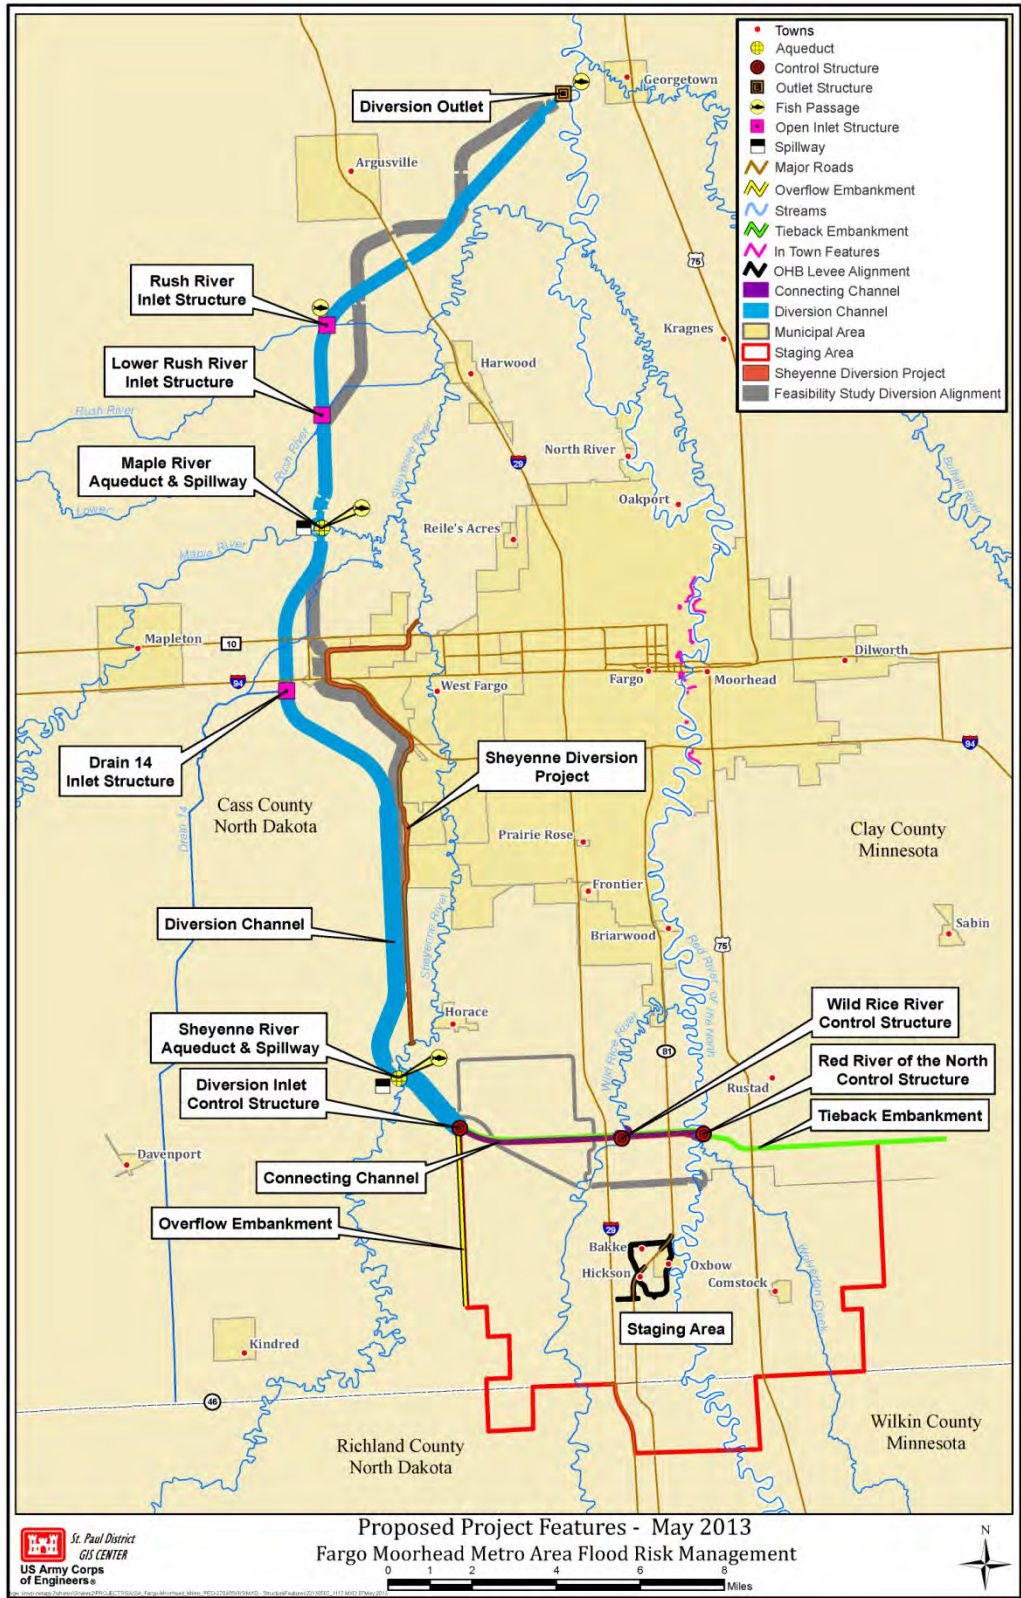 Towns
Aqueduct
Control Structure
Outlet Structure
Fish Passage
Open Inlet Structure
Spillway
Major Roads
Overflow Embankment
Streams
Tieback Embankment
In Town Features
OHB Levee Alignment
Connecting Channel
Diversion Channel
Municipal Area
Staging Area
Sheyenne Diversion Project
Feasibility Study Diversion Alignment
Georgetown
Diversion Outlet
Argusville
75
Rush River
Inlet Structure
Kragnes
Lower Rush River
Inlet Structure
Harwood
Rush River
Rush River
Lower
Sheyenne River
North River
29
Maple River
Aqueduct & Spillway
Oakport
Buffalo River
Reile's Acres
Maple River
Mapleton
10
Dilworth
Fargo
Moorhead
94
West Fargo
94
Drain 14
Inlet Structure
Sheyenne Diversion
Project
Cass County
North Dakota
Drain 14
Prairie Rose
Clay County
Minnesota
Frontier
Diversion Channel
Sheyenne River
Briarwood
Sabin
75
Red River of the North
Horace
Wild Rice River
Control Structure
Sheyenne River
Aqueduct & Spillway
Wild Rice River
81
Red River of the North
Control Structure
Rustad
Diversion Inlet
Control Structure
Tieback Embankment
Davenport
Connecting Channel
Overflow Embankment
29
Bakke
Hickson
Oxbow
Comstock
Wolverton Creek
Staging Area
Kindred
46
Richland County
North Dakota
Wilkin County
Minnesota
St. Paul District
GIS CENTER
US Army Corps
of Engineers®
Proposed Project Features - May 2013
Fargo Moorhead Metro Area Flood Risk Management
0 1 2 4 6 8
Miles
N